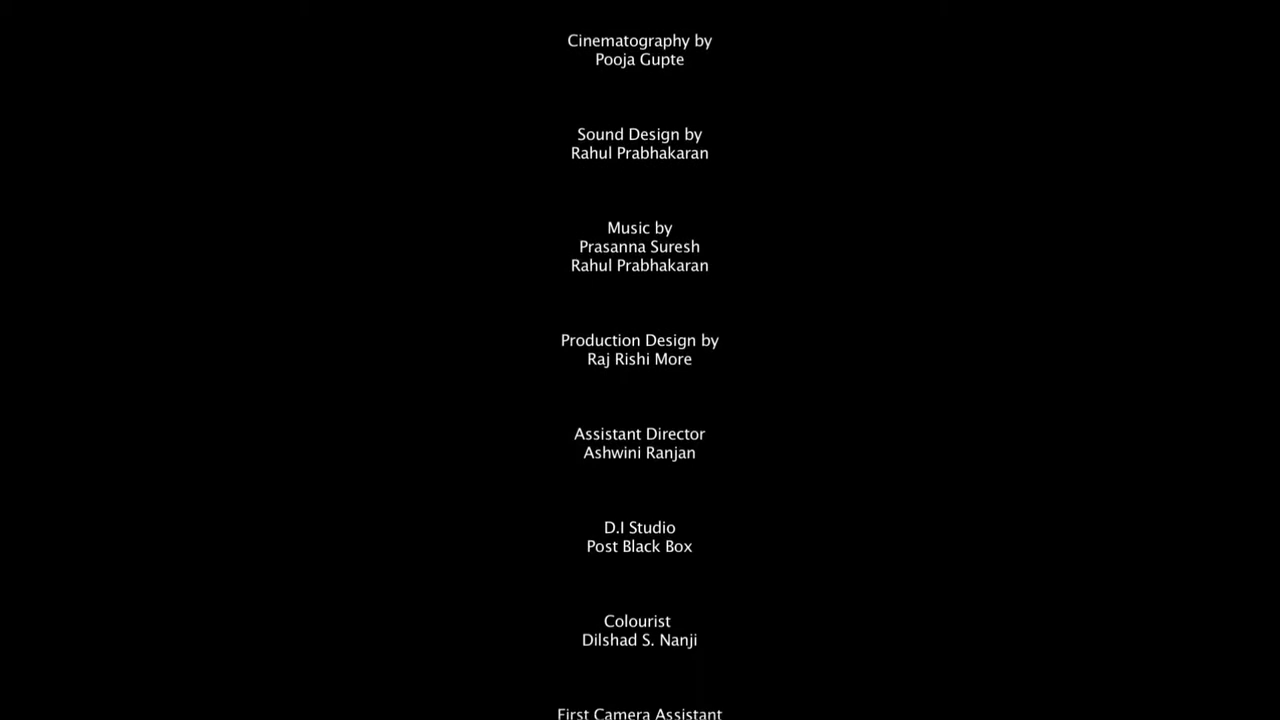 Cinematography by
Pooja Gupte
Sound Design by
Rahul Prabhakaran
Music by
Prasanna Suresh
Rahul Prabhakaran
Production Design by
Raj Rishi More
Assistant Director
Ashwini Ranjan
D.I Studio
Post Black Box
Colourist
Dilshad S. Nanji
First Camera Assistant